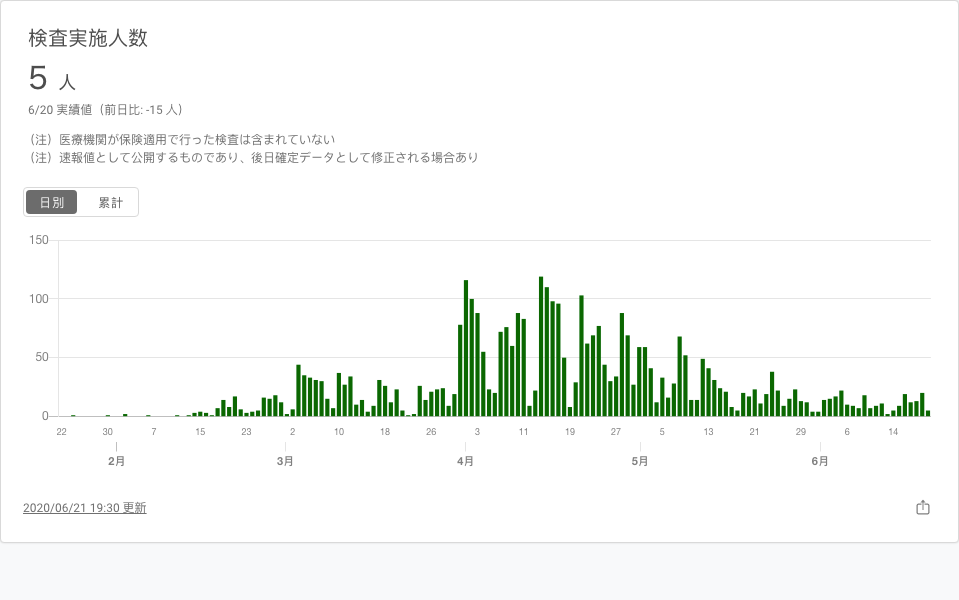 検査実施人数
5 人
6/20 実績値（前日比: -15 人）
（注）医療機関が保険適用で行った検査は含まれていない
（注）速報値として公開するものであり、後日確定データとして修正される場合あり
日別 累計
150
100
50
0
22 30 7 15 23 2 10 18 26 3 11 19 27 5 13 21 29 6 14
2月 3月 4月 5月 6月
2020/06/21 19:30 更新